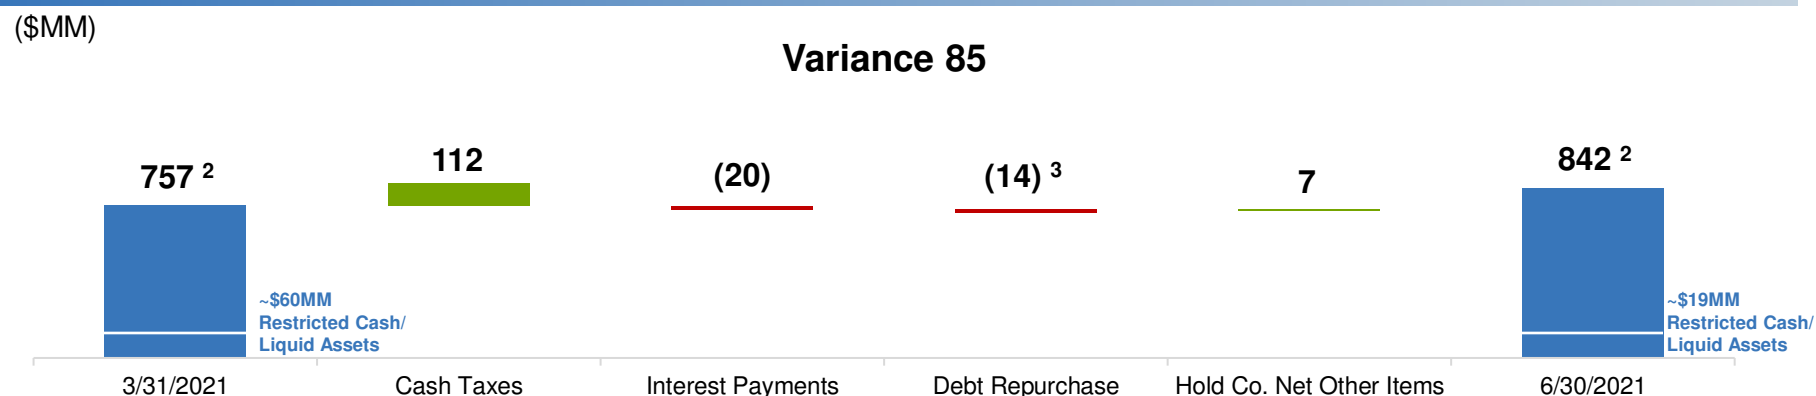 ($MM)
Variance 85
757 2
112
(20)
(14) 3
7
842 2
~$60MM
Restricted Cash/
Liquid Assets
~$19MM
Restricted Cash/
Liquid Assets
3/31/2021
Cash Taxes
Interest Payments
Debt Repurchase
Hold Co. Net Other Items
6/30/2021